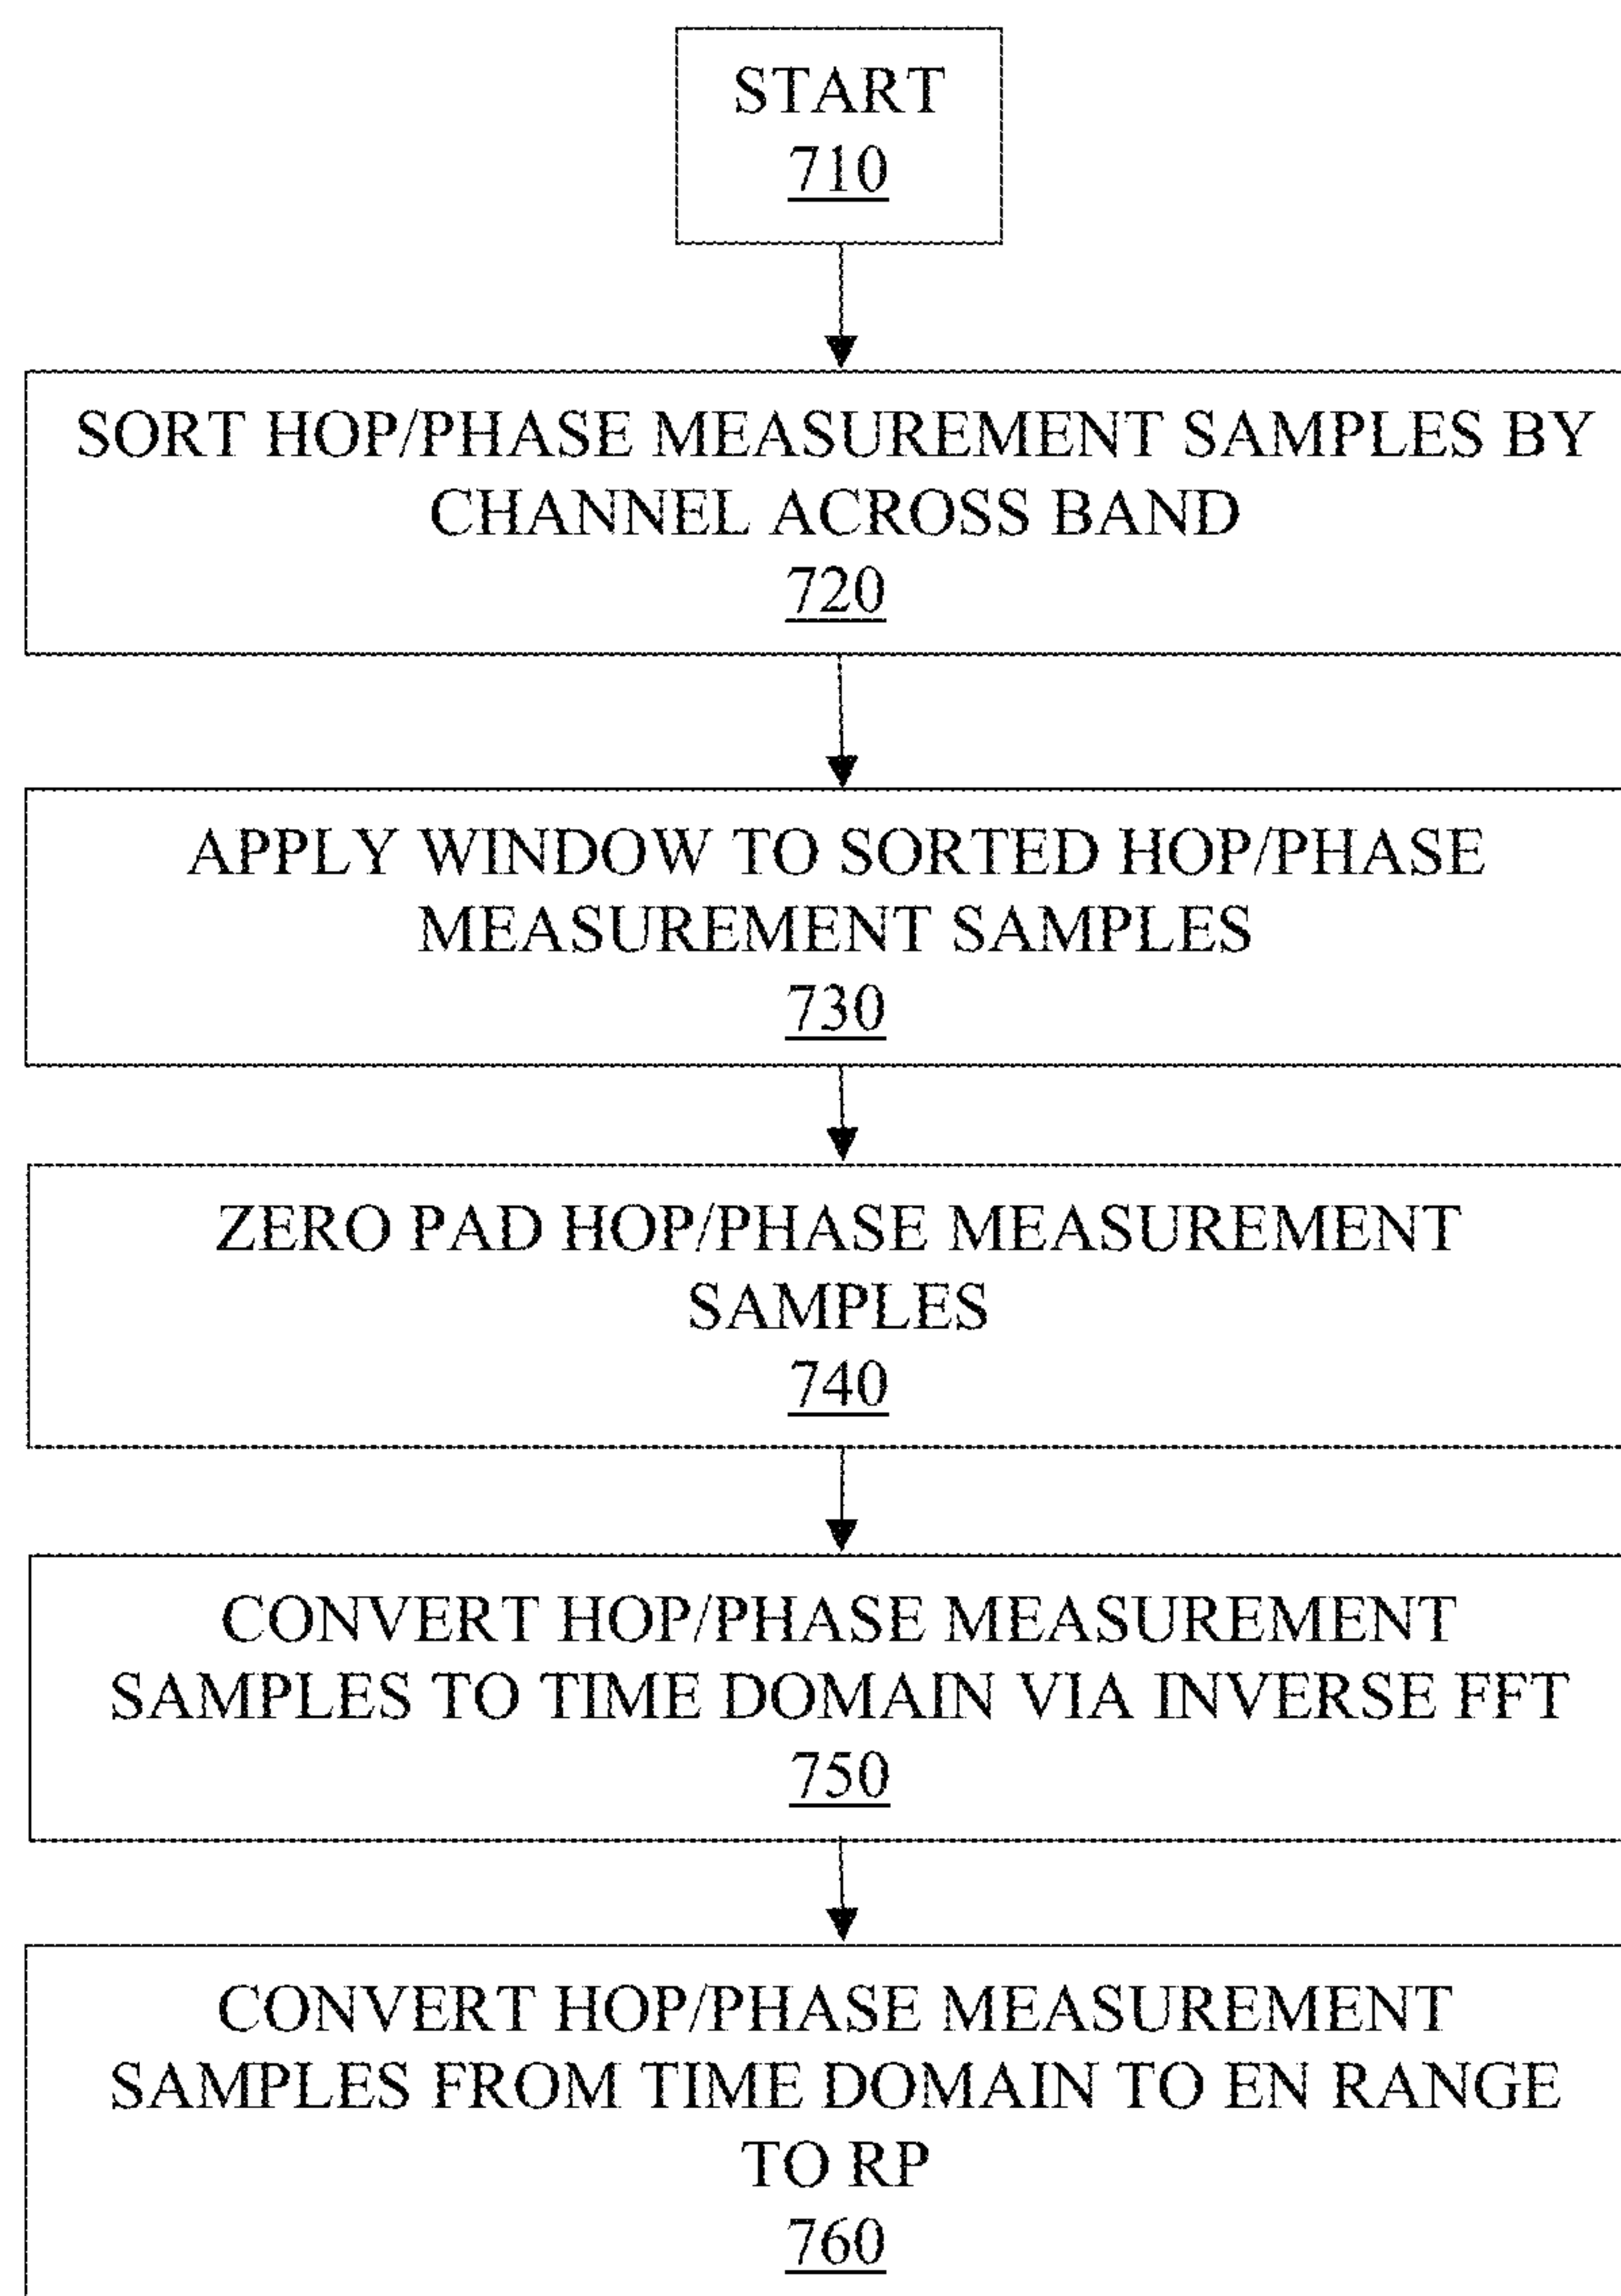 START
710
SORT HOP/PHASE MEASUREMENT SAMPLES BY
CHANNEL ACROSS BAND
720
APPLY WINDOW TO SORTED HOP/PHASE
MEASUREMENT SAMPLES
730
ZERO PAD HOP/PHASE MEASUREMENT
SAMPLES
740
CONVERT HOP/PHASE MEASUREMENT
SAMPLES TO TIME DOMAIN VIA INVERSE FFT
750
CONVERT HOP/PHASE MEASUREMENT
SAMPLES FROM TIME DOMAIN TO EN RANGE
TO RP
760